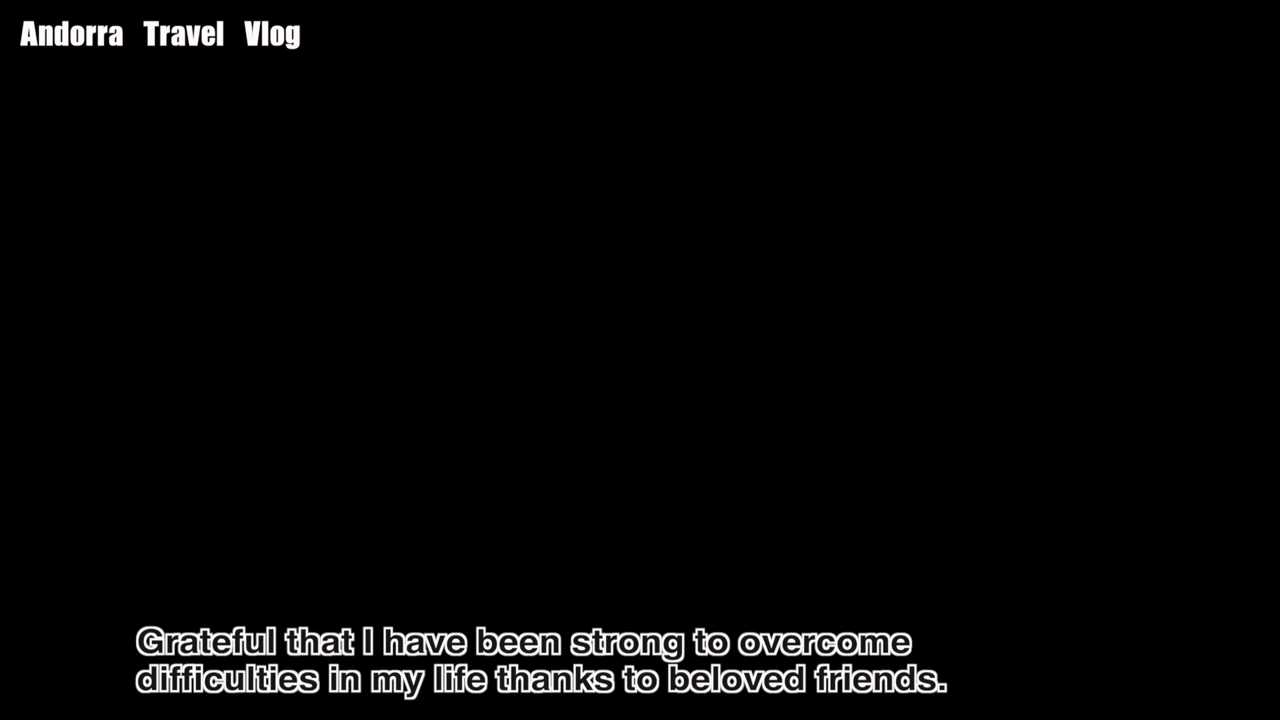 Andorra Travel Vlog
Grateful that I have been strong to overcome
difficulties in my life thanks to beloved friends.